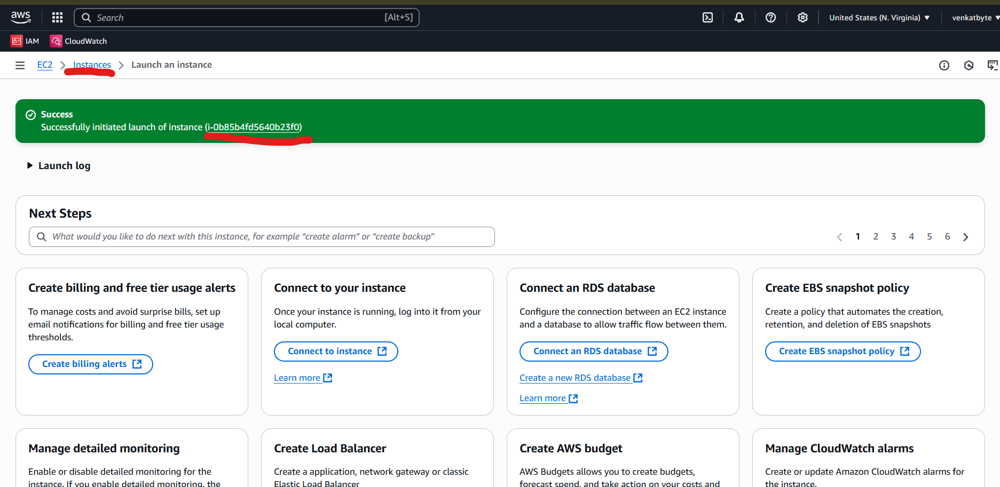 aws
Search [Alt+S]
United States (N. Virginia)
venkatbyte
IAM
CloudWatch
EC2
Instances
Launch an instance
Success
Successfully initiated launch of instance (i-0b85b4fd5640b23f0)
Launch log
Next Steps
What would you like to do next with this instance, for example “create alarm” or “create backup"
1 2 3 4 5 6
Create billing and free tier usage alerts
To manage costs and avoid surprise bills, set up
email notifications for billing and free tier usage
thresholds.
Create billing alerts
Connect to your instance
Once your instance is running, log into it from your
local computer.
Connect to instance
Learn more
Connect an RDS database
Configure the connection between an EC2 instance
and a database to allow traffic flow between them.
Connect an RDS database
Create a new RDS database
Learn more
Create EBS snapshot policy
Create a policy that automates the creation,
retention, and deletion of EBS snapshots
Create EBS snapshot policy
Manage detailed monitoring
Enable or disable detailed monitoring for the
instance. If you enable detailed monitoring, the
Create Load Balancer
Create a application, network gateway or classic
Elastic Load Balancer
Create AWS budget
AWS Budgets allows you to create budgets,
forecast spend, and take action on your costs and
Manage CloudWatch alarms
Create or update Amazon CloudWatch alarms for
the instance.